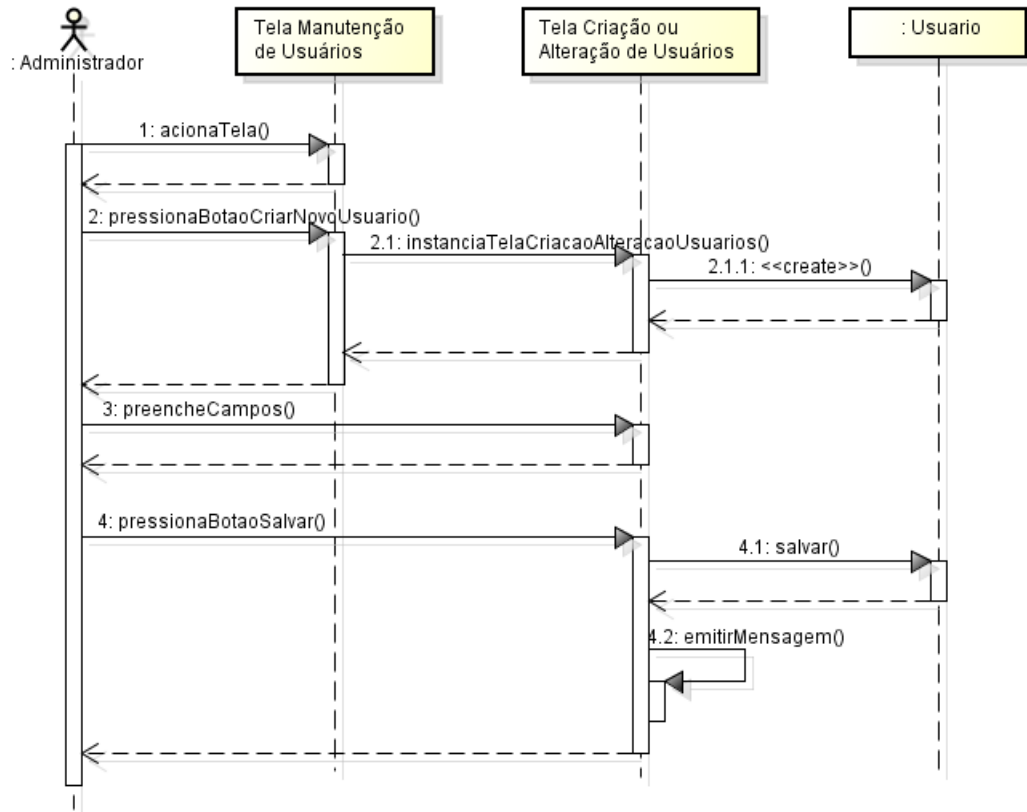 : Administrador
Tela Manutenção
de Usuários
Tela Criação ou
Alteração de Usuários
: Usuario
1: acionaTela()
2: pressionaBotaoCriarNovoUsuario()
2.1: instanciaTelaCriacaoAlteracaoUsuarios()
2.1.1: <<create>>()
3: preencheCampos()
4: pressionaBotaoSalvar()
4.1: salvar()
4.2: emitirMensagem()